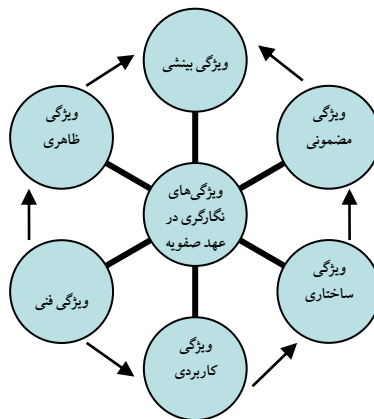 ویژگی بینشی
ویژگی
مضمونی
ویژگی
ظاهری
ویژگی‌های
نگارگری در
عهد صفویه
ویژگی
ساختاری
ویژگی فنی
ویژگی
کاربردی